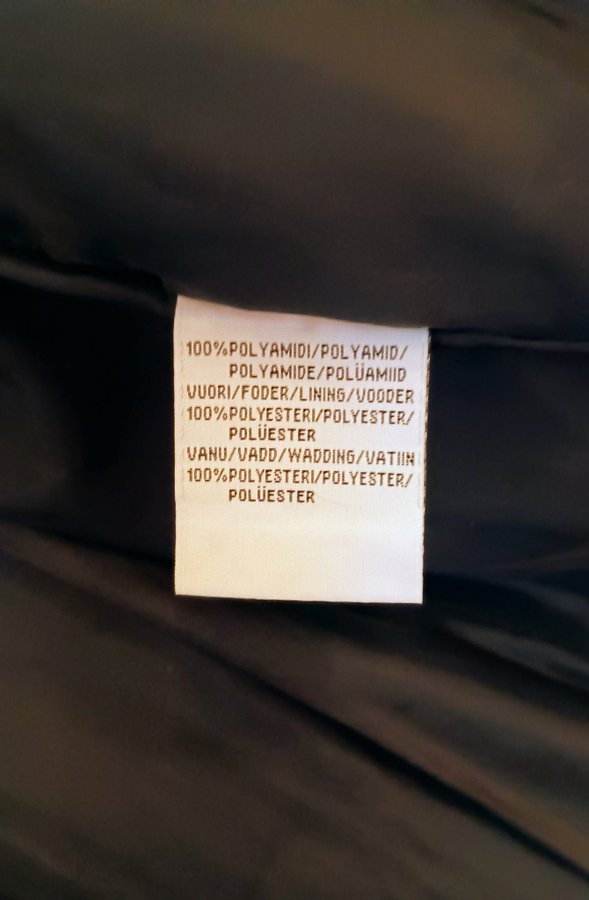 100%POLYAMIDI/POLYAMID/
POLYAMIDE/POLÜAMIID
VUORI/FODER/LINING/VOODER
100%POLYESTERI/POLYESTER/
POLÜESTER
VANU/VADD/WADDING/VATIIN
100%POLYESTERI/POLYESTER/
POLÜESTER